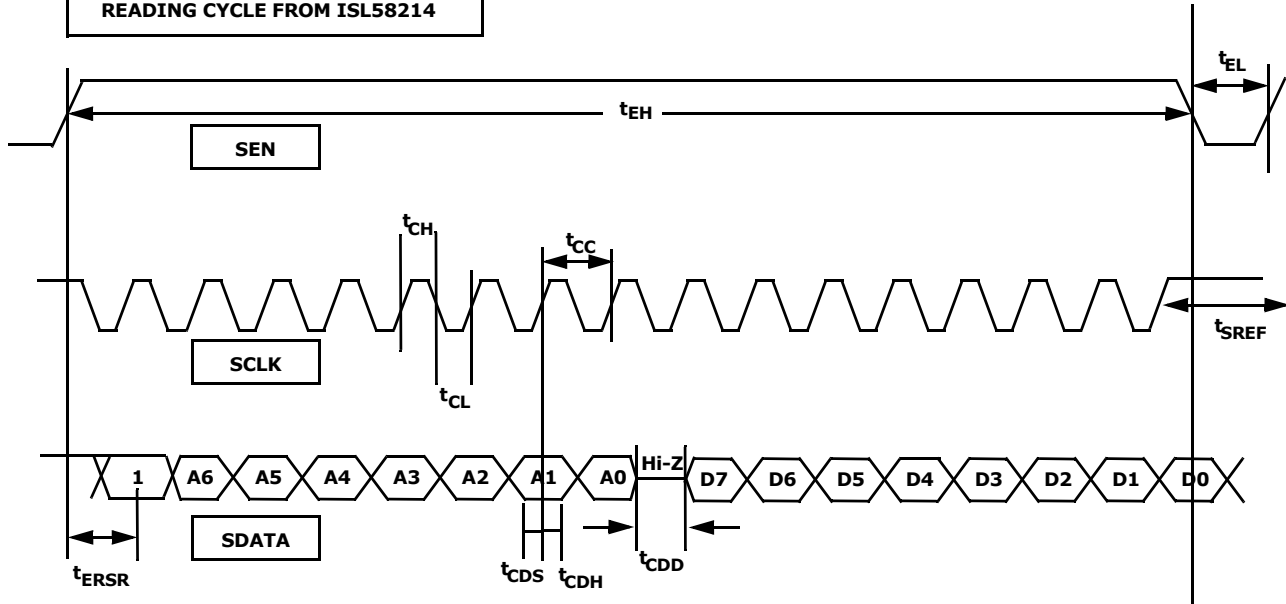 READING CYCLE FROM ISL58214
tEL
tEH
SEN
tCH
tCC
tSREF
SCLK
tCL
1 A6 A5 A4 A3 A2 A1 A0 Hi-Z D7 D6 D5 D4 D3 D2 D1 D0
SDATA
tERSR
tCDS
tCDH
tCDD